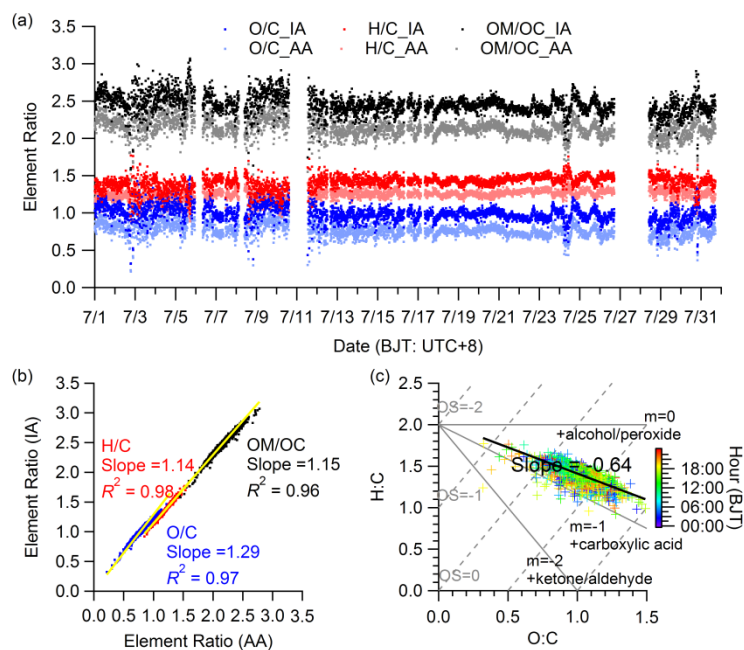 (a)
O/C_IA H/C_IA OM/OC_IA
O/C_AA H/C_AA OM/OC_AA
Element Ratio
3.5
3.0
2.5
2.0
1.5
1.0
0.5
0.0
7/1 7/3 7/5 7/7 7/9 7/11 7/13 7/15 7/17 7/19 7/21 7/23 7/25 7/27 7/29 7/31
Date (BJT: UTC+8)
(b)
Element Ratio (IA)
3.5
3.0
2.5
2.0
1.5
1.0
0.5
0.0
H/C
Slope =1.14
R² = 0.98
OM/OC
Slope =1.15
R² = 0.96
O/C
Slope =1.29
R² = 0.97
0.0 0.5 1.0 1.5 2.0 2.5 3.0 3.5
Element Ratio (AA)
(c)
H:C
2.5
2.0
1.5
1.0
0.5
0.0
OS=-2
OS=-1
OS=0
m=0
+alcohol/peroxide
Slope = -0.64
m=-1
+carboxylic acid
m=-2
+ketone/aldehyde
0.0 0.5 1.0 1.5
O:C
18:00
12:00
06:00
00:00
Hour (BJT)